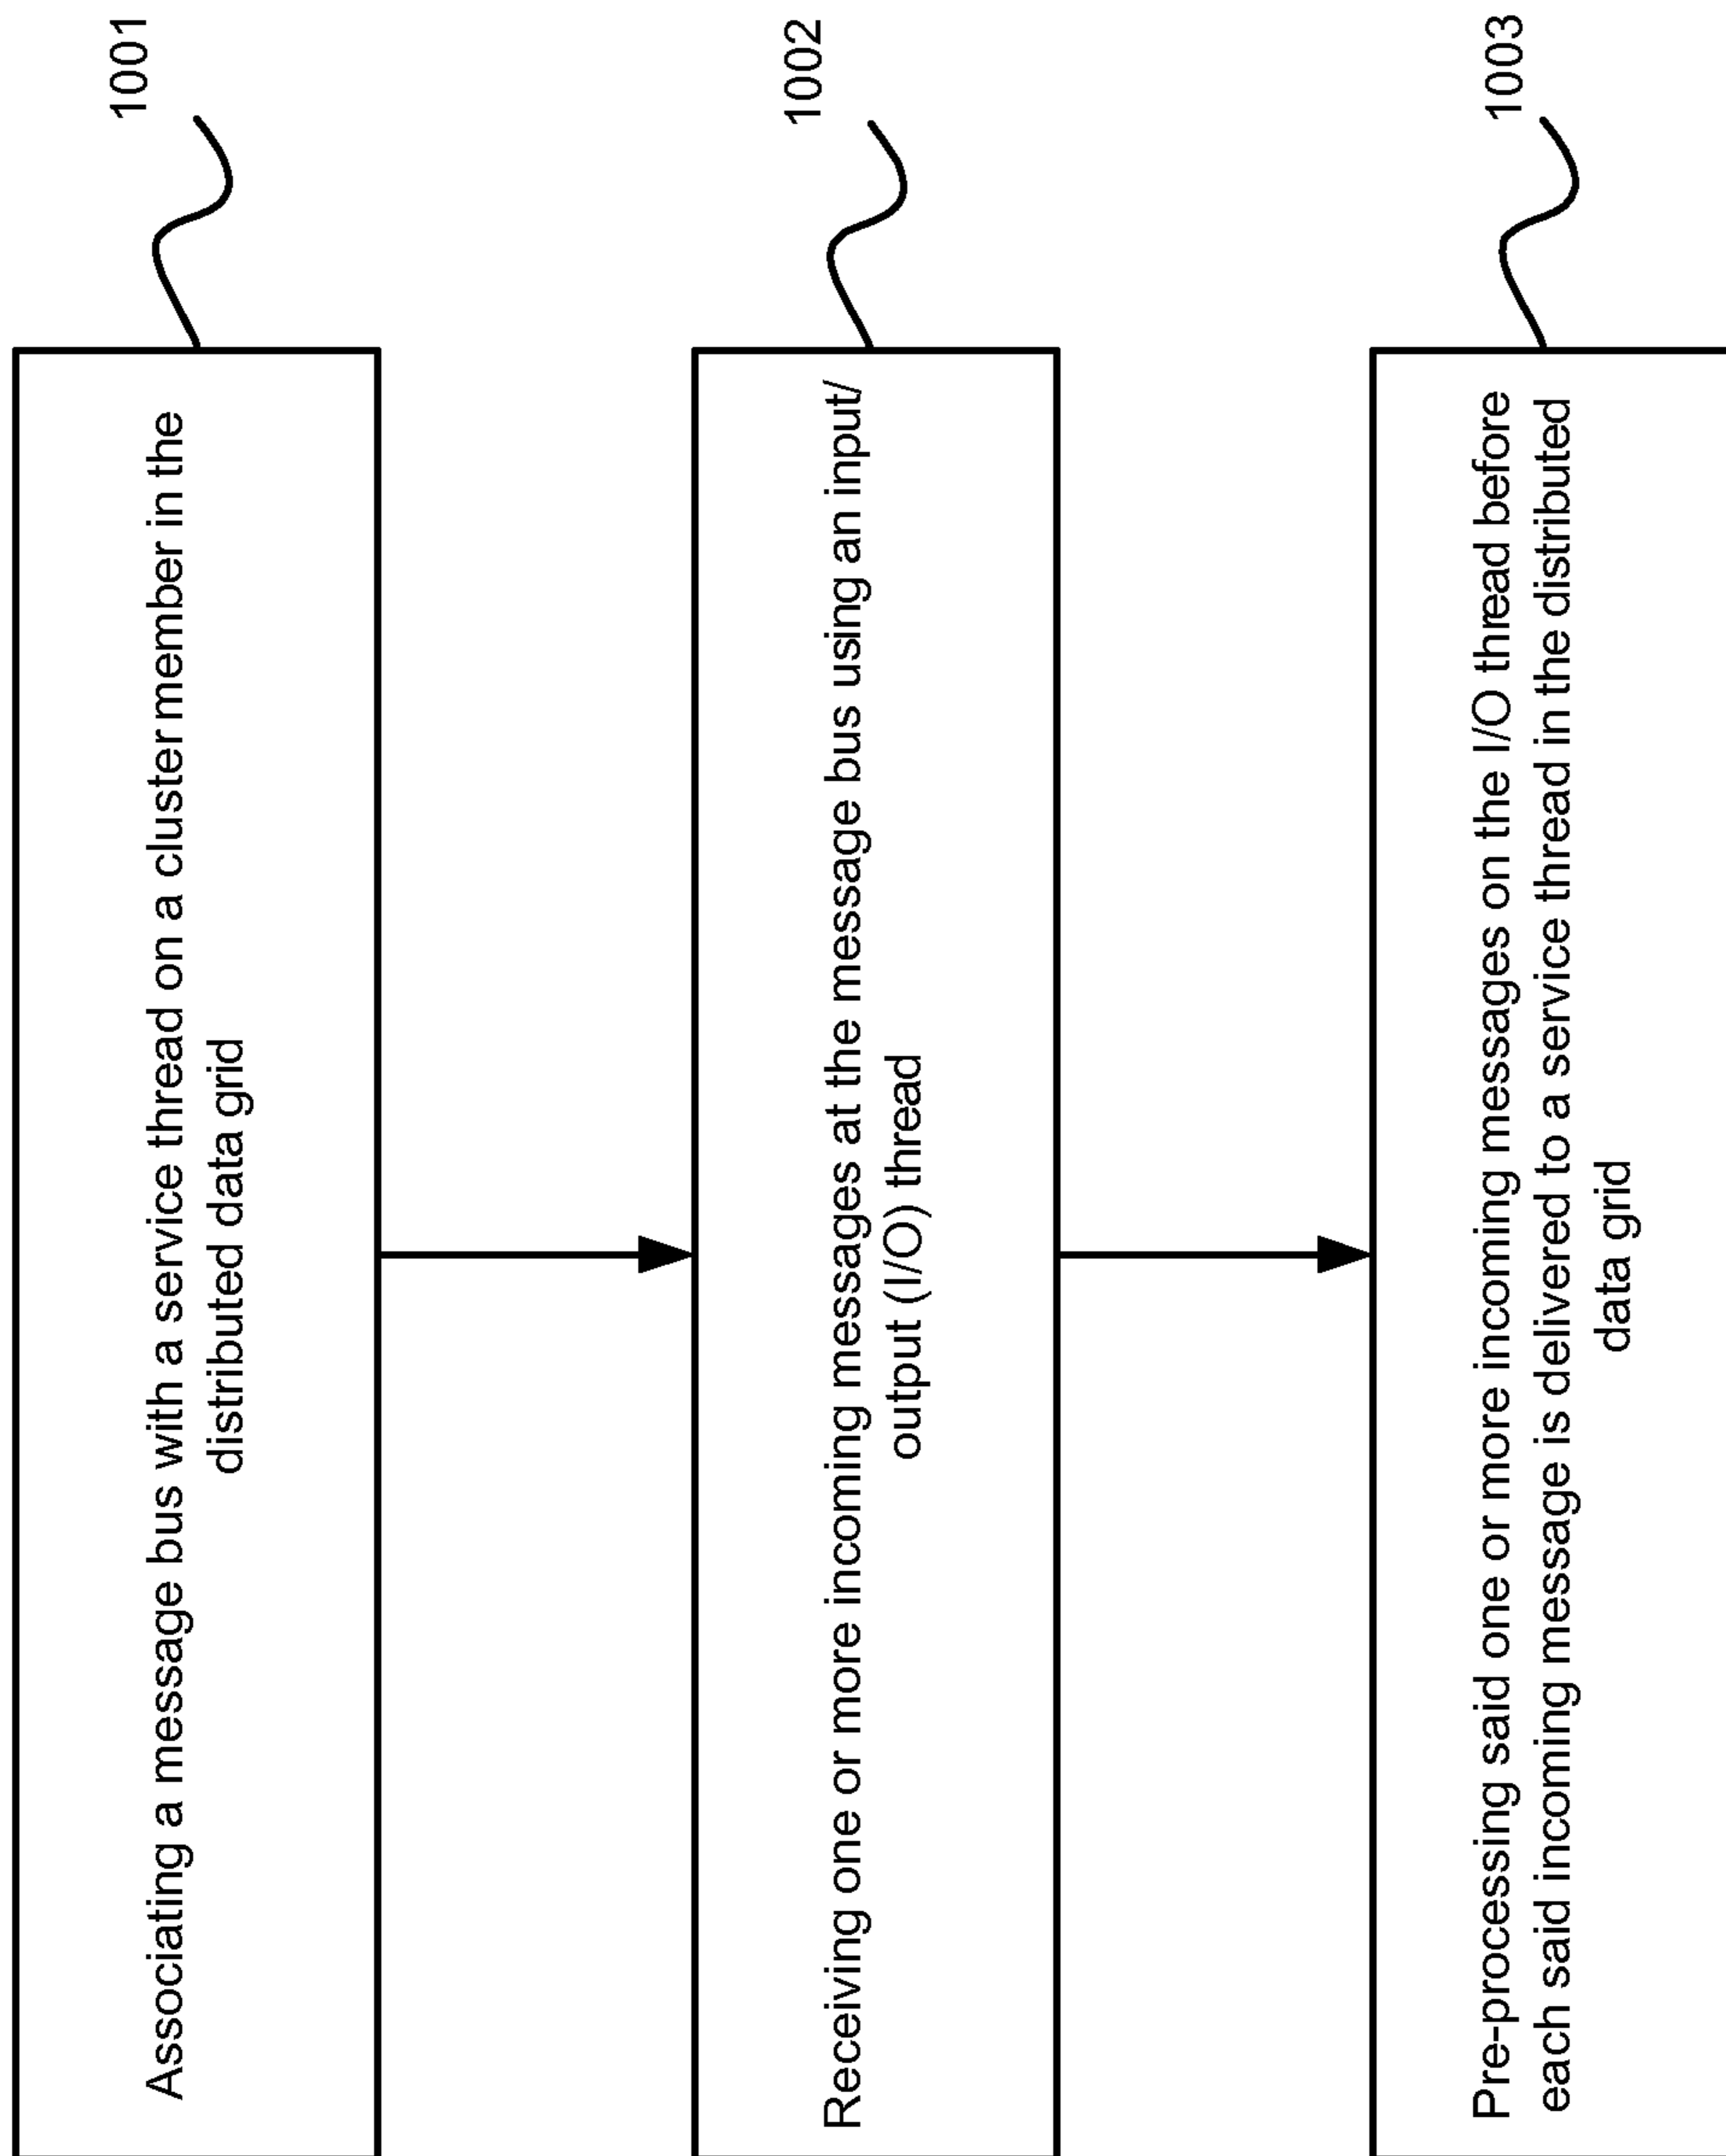 1001
Associating a message bus with a service thread on a cluster member in the
distributed data grid
1002
Receiving one or more incoming messages at the message bus using an input/
output (I/O) thread
1003
Pre-processing said one or more incoming messages on the I/O thread before
each said incoming message is delivered to a service thread in the distributed
data grid